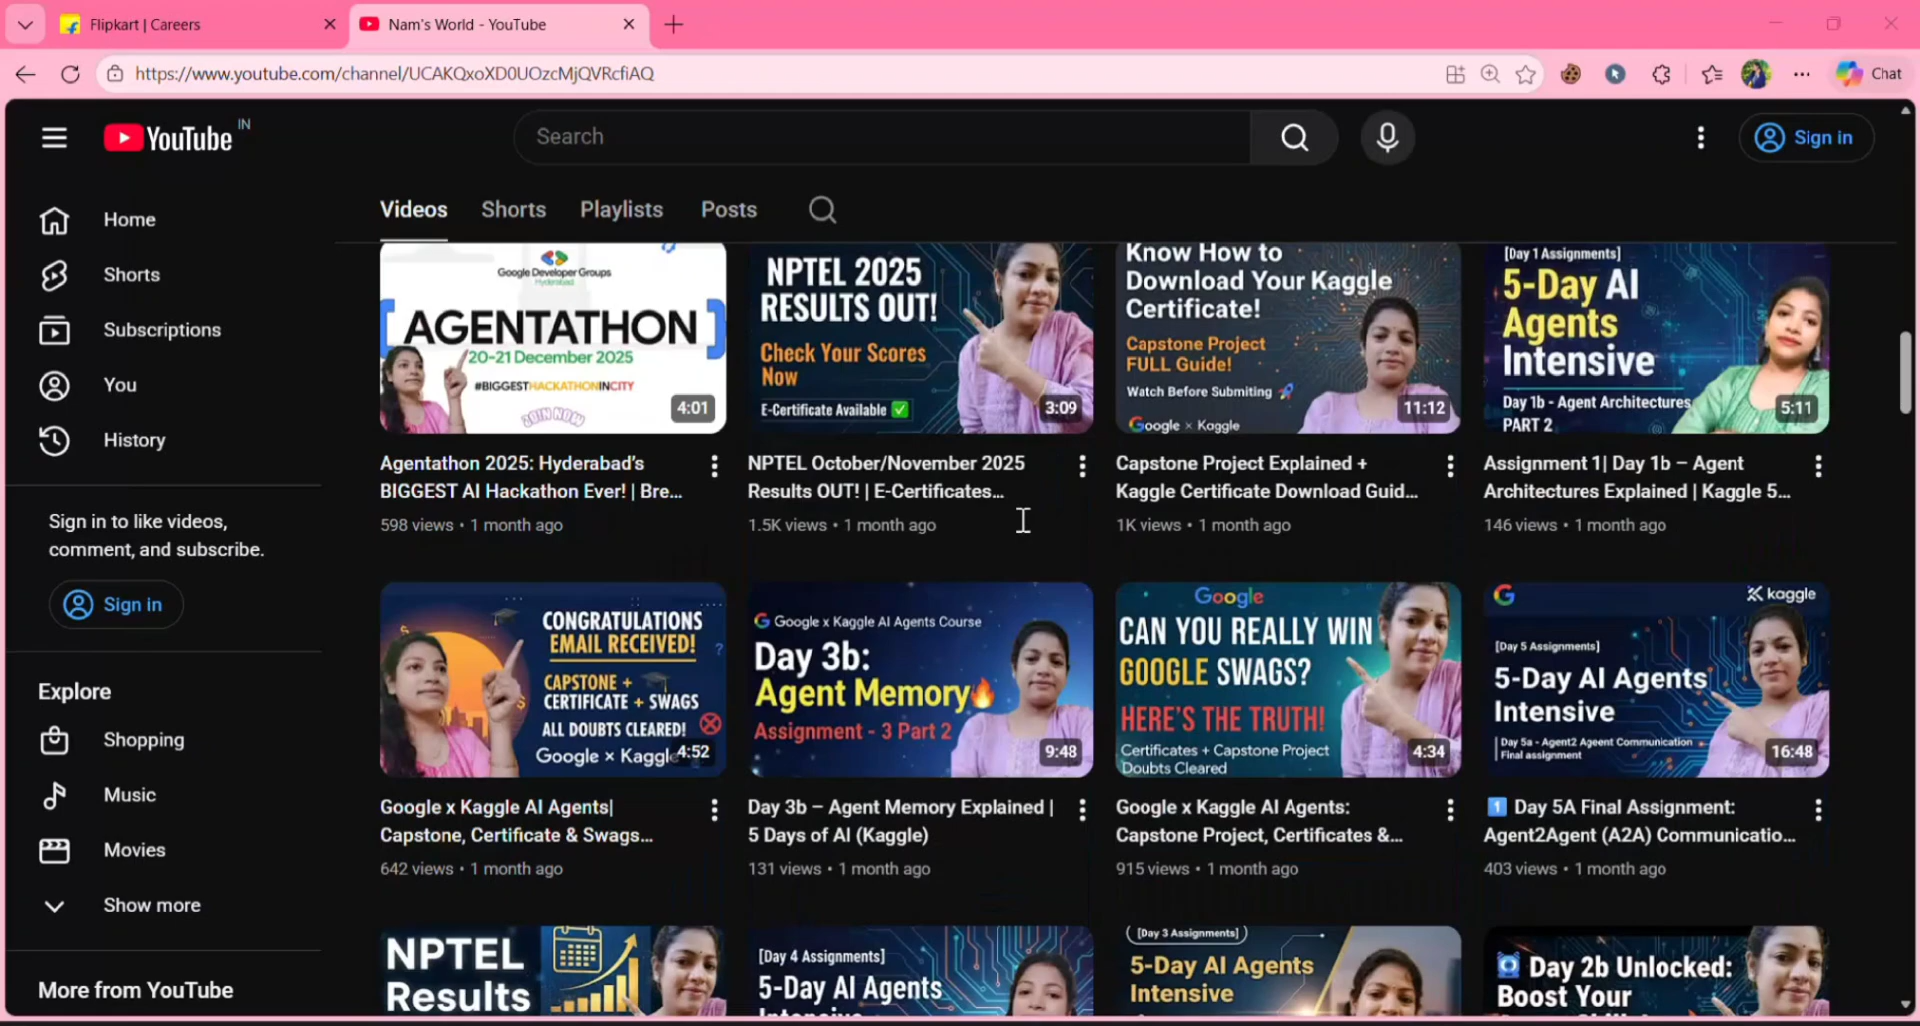 Flipkart | Careers
Nam's World - YouTube
https://www.youtube.com/channel/UCAKQxoXD0UOzcMjQVRcfiAQ
Chat
YouTube IN
Search
Sign in
Home
Shorts
Subscriptions
You
History
Sign in to like videos,
comment, and subscribe.
Sign in
Explore
Shopping
Music
Movies
Show more
More from YouTube
Videos
Shorts
Playlists
Posts
Google Developer Groups
Hyderabad
AGENTATHON
20-21 December 2025
#BIGGESTHACKATHONINCITY
JOIN NOW
4:01
Agentathon 2025: Hyderabad’s
BIGGEST AI Hackathon Ever! | Bre...
598 views • 1 month ago
NPTEL 2025
RESULTS OUT!
Check Your Scores
Now
E-Certificate Available
3:09
NPTEL October/November 2025
Results OUT! | E-Certificates...
1.5K views • 1 month ago
Know How to
Download Your Kaggle
Certificate!
Capstone Project
FULL Guide!
Watch Before Submiting
Google × Kaggle
11:12
Capstone Project Explained +
Kaggle Certificate Download Guid...
1K views • 1 month ago
[Day 1 Assignments]
5-Day AI
Agents
Intensive
Day 1b - Agent Architectures
PART 2
5:11
Assignment 1| Day 1b – Agent
Architectures Explained | Kaggle 5...
146 views • 1 month ago
CONGRATULATIONS
EMAIL RECEIVED!
CAPSTONE +
CERTIFICATE + SWAGS
ALL DOUBTS CLEARED!
Google × Kaggle
4:52
Google x Kaggle AI Agents|
Capstone, Certificate & Swags...
642 views • 1 month ago
Google x Kaggle AI Agents Course
Day 3b:
Agent Memory
Assignment - 3 Part 2
9:48
Day 3b – Agent Memory Explained |
5 Days of AI (Kaggle)
131 views • 1 month ago
Google
CAN YOU REALLY WIN
GOOGLE SWAGS?
HERE'S THE TRUTH!
Certificates + Capstone Project
Doubts Cleared
4:34
Google x Kaggle AI Agents:
Capstone Project, Certificates &...
915 views • 1 month ago
G
kaggle
[Day 5 Assignments]
5-Day AI Agents
Intensive
Day 5a - Agent2 Ageent Communication
Final assignment
16:48
1 Day 5A Final Assignment:
Agent2Agent (A2A) Communicatio...
403 views • 1 month ago
NPTEL
Results
[Day 4 Assignments]
5-Day AI Agents
Intensive
[Day 3 Assignments]
5-Day AI Agents
Intensive
Day 2b Unlocked:
Boost Your